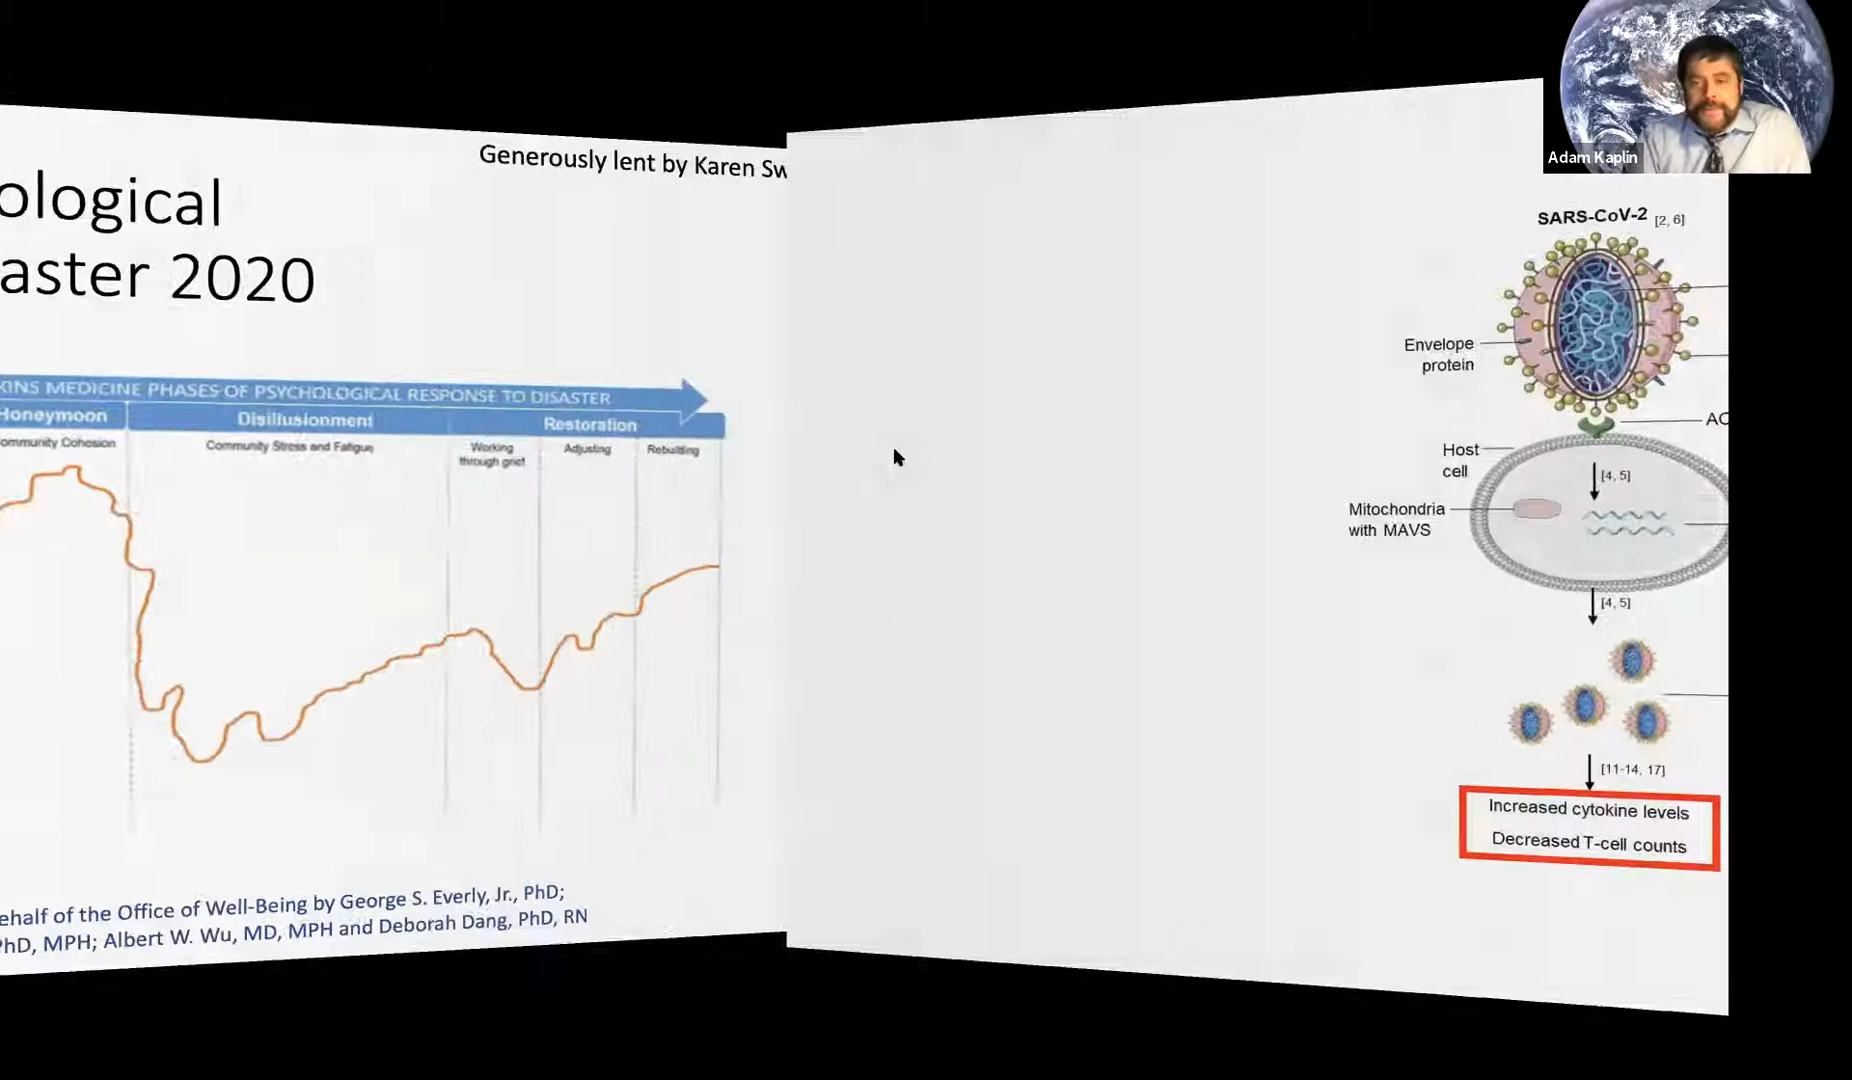 Generously lent by Karen Sw
ological
aster 2020
KINS MEDICINE PHASES OF PSYCHOLOGICAL RESPONSE TO DISASTER
Honeymoon
Disillusionment
Restoration
ommunity Cohesion
Community Stress and Fatigue
Working
through grief
Adjusting
Rebuilding
ehalf of the Office of Well-Being by George S. Everly, Jr., PhD;
PhD, MPH; Albert W. Wu, MD, MPH and Deborah Dang, PhD, RN
Adam Kaplin
SARS-CoV-2 [2, 6]
Envelope
protein
AC
Host
cell
[4, 5]
Mitochondria
with MAVS
[4, 5]
[11-14, 17]
Increased cytokine levels
Decreased T-cell counts